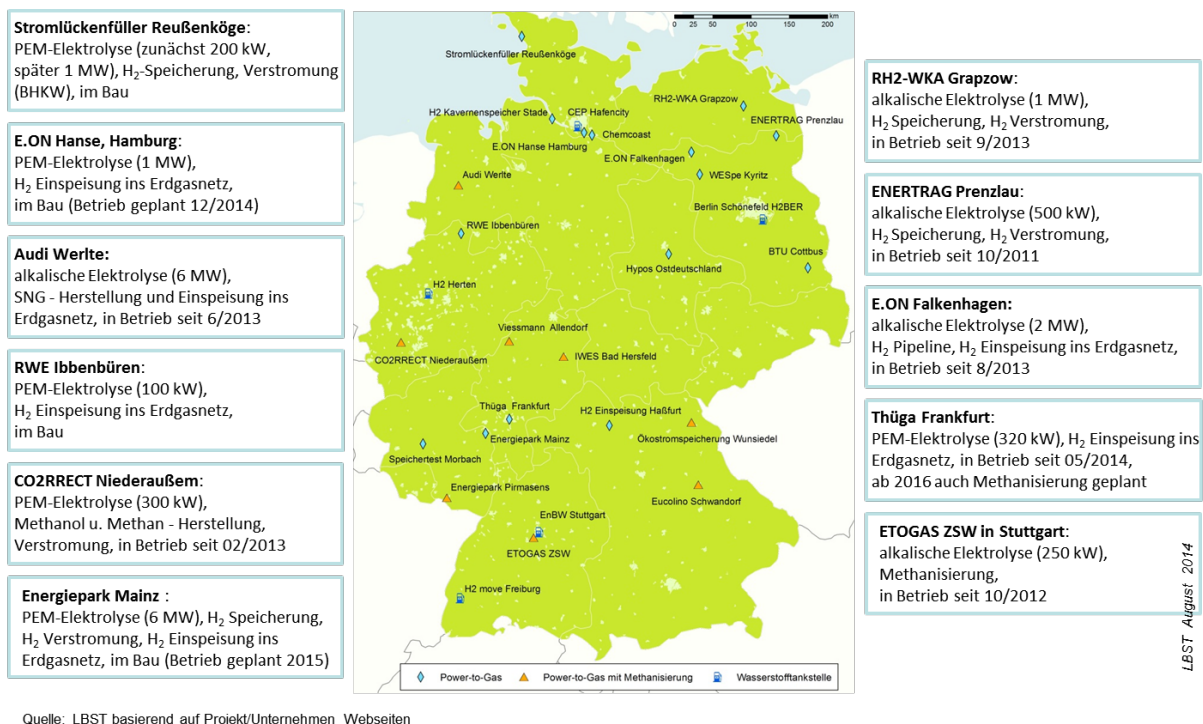 Stromlückenfüller Reußenköge:
PEM-Elektrolyse (zunächst 200 kW,
später 1 MW), H₂-Speicherung, Verstromung
(BHKW), im Bau
E.ON Hanse, Hamburg:
PEM-Elektrolyse (1 MW),
H₂ Einspeisung ins Erdgasnetz,
im Bau (Betrieb geplant 12/2014)
Audi Werlte:
alkalische Elektrolyse (6 MW),
SNG - Herstellung und Einspeisung ins
Erdgasnetz, in Betrieb seit 6/2013
RWE Ibbenbüren:
PEM-Elektrolyse (100 kW),
H₂ Einspeisung ins Erdgasnetz,
im Bau
CO2RRECT Niederaußem:
PEM-Elektrolyse (300 kW),
Methanol u. Methan - Herstellung,
Verstromung, in Betrieb seit 02/2013
Energiepark Mainz :
PEM-Elektrolyse (6 MW), H₂ Speicherung,
H₂ Verstromung, H₂ Einspeisung ins
Erdgasnetz, im Bau (Betrieb geplant 2015)
km
0 25 50 100 150 200
Stromlückenfüller Reußenköge
RH2-WKA Grapzow
H2 Kavernenspeicher Stade
CEP Hafencity
ENERTRAG Prenzlau
Chemcoast
E.ON Hanse Hamburg
E.ON Falkenhagen
Audi Werlte
WESpe Kyritz
Berlin Schönefeld H2BER
RWE Ibbenbüren
BTU Cottbus
Hypos Ostdeutschland
H2 Herten
Viessmann Allendorf
CO2RRECT Niederaußem
IWES Bad Hersfeld
Thüga Frankfurt
H2 Einspeisung Haßfurt
Energiepark Mainz
Ökostromspeicherung Wunsiedel
Speichertest Morbach
Energiepark Pirmasens
Eucolino Schwandorf
EnBW Stuttgart
ETOGAS ZSW
H2 move Freiburg
Power-to-Gas
Power-to-Gas mit Methanisierung
Wasserstofftankstelle
RH2-WKA Grapzow:
alkalische Elektrolyse (1 MW),
H₂ Speicherung, H₂ Verstromung,
in Betrieb seit 9/2013
ENERTRAG Prenzlau:
alkalische Elektrolyse (500 kW),
H₂ Speicherung, H₂ Verstromung,
in Betrieb seit 10/2011
E.ON Falkenhagen:
alkalische Elektrolyse (2 MW),
H₂ Pipeline, H₂ Einspeisung ins Erdgasnetz,
in Betrieb seit 8/2013
Thüga Frankfurt:
PEM-Elektrolyse (320 kW), H₂ Einspeisung ins
Erdgasnetz, in Betrieb seit 05/2014,
ab 2016 auch Methanisierung geplant
ETOGAS ZSW in Stuttgart:
alkalische Elektrolyse (250 kW),
Methanisierung,
in Betrieb seit 10/2012
LBST August 2014
Quelle: LBST basierend auf Projekt/Unternehmen Webseiten